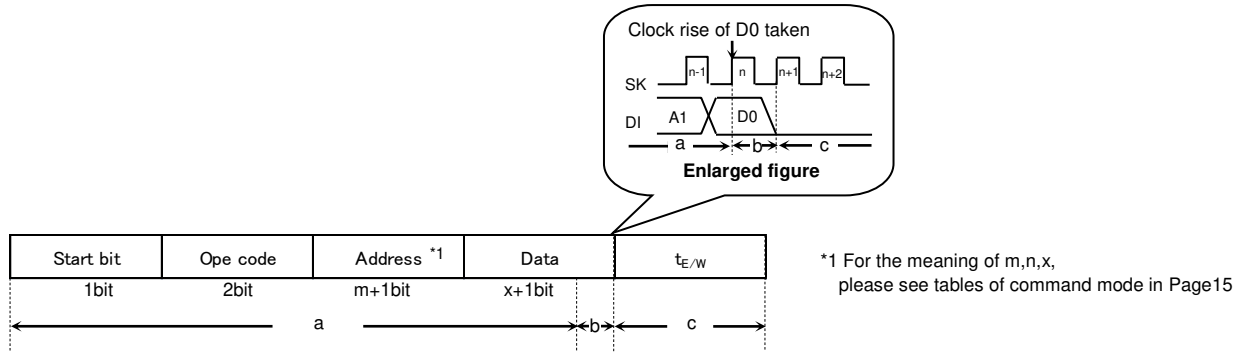 Clock rise of D0 taken
SK n-1 n n+1 n+2
DI A1 D0
a b c
Enlarged figure
Start bit Ope code Address *1 Data tE/W
1bit 2bit m+1bit x+1bit
a b c
*1 For the meaning of m,n,x,
please see tables of command mode in Page15